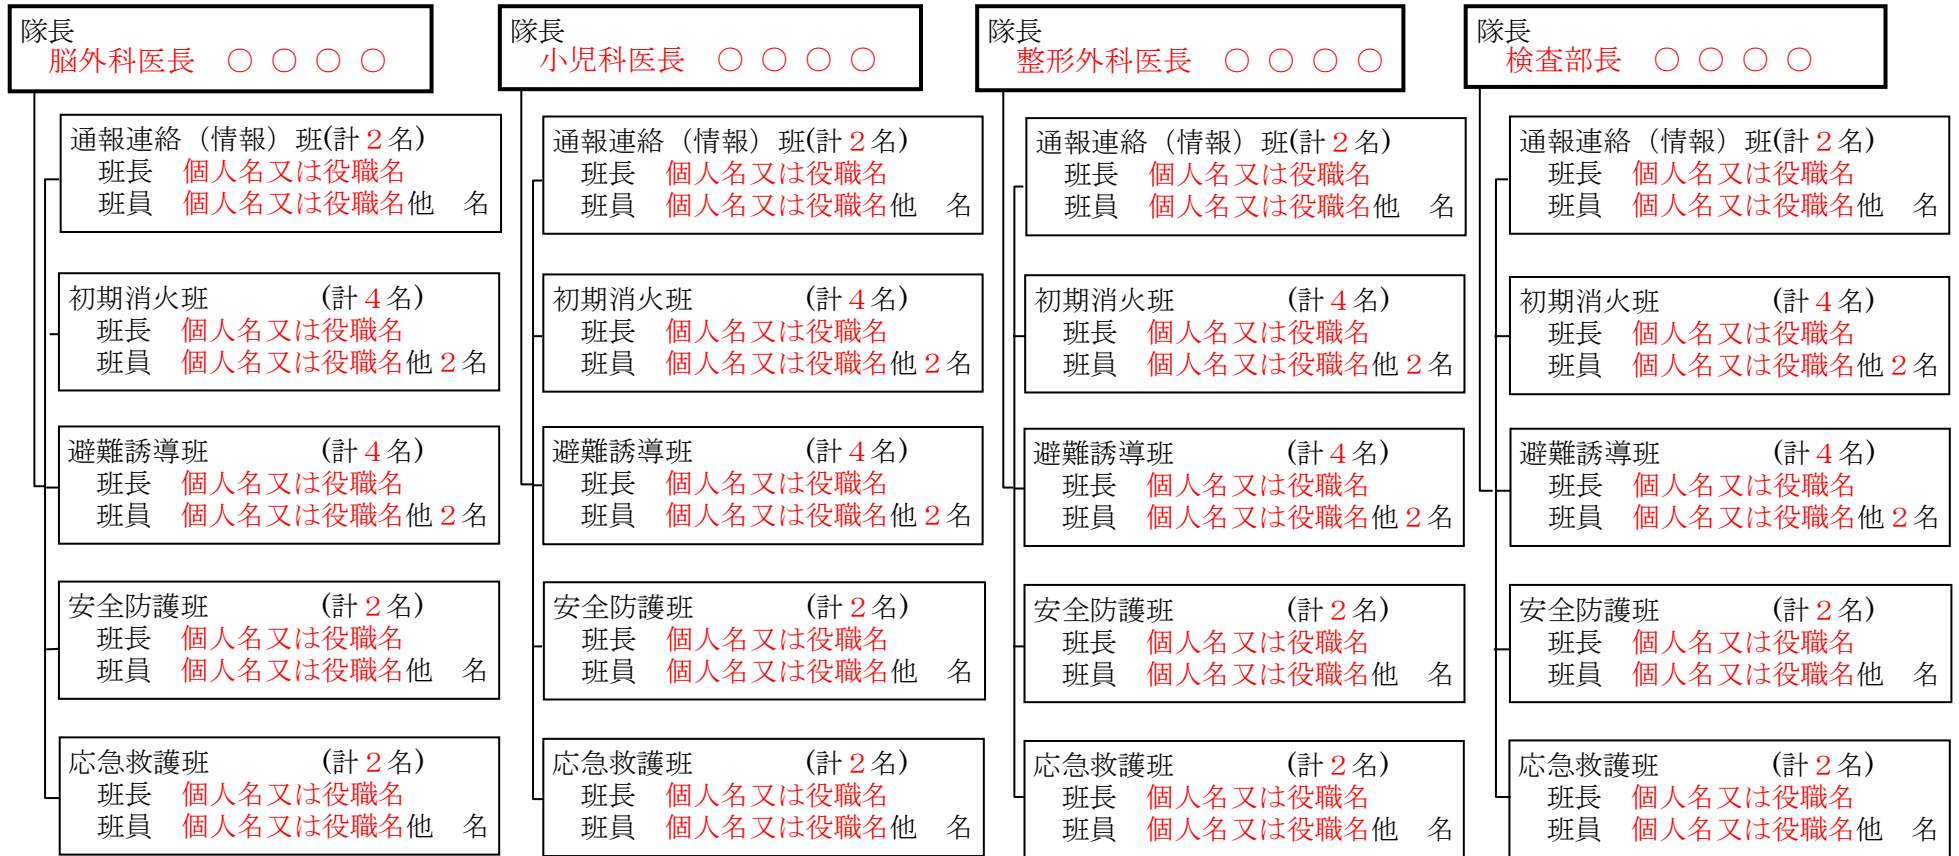 隊長
脳外科医長　○ ○ ○ ○
通報連絡（情報）班(計２名)
班長　個人名又は役職名
班員　個人名又は役職名他　名
初期消火班　　　　(計４名)
班長　個人名又は役職名
班員　個人名又は役職名他２名
避難誘導班　　　　(計４名)
班長　個人名又は役職名
班員　個人名又は役職名他２名
安全防護班　　　　(計２名)
班長　個人名又は役職名
班員　個人名又は役職名他　名
応急救護班　　　　(計２名)
班長　個人名又は役職名
班員　個人名又は役職名他　名
隊長
小児科医長　○ ○ ○ ○
通報連絡（情報）班(計２名)
班長　個人名又は役職名
班員　個人名又は役職名他　名
初期消火班　　　　(計４名)
班長　個人名又は役職名
班員　個人名又は役職名他２名
避難誘導班　　　　(計４名)
班長　個人名又は役職名
班員　個人名又は役職名他２名
安全防護班　　　　(計２名)
班長　個人名又は役職名
班員　個人名又は役職名他　名
応急救護班　　　　(計２名)
班長　個人名又は役職名
班員　個人名又は役職名他　名
隊長
整形外科医長　○ ○ ○ ○
通報連絡（情報）班(計２名)
班長　個人名又は役職名
班員　個人名又は役職名他　名
初期消火班　　　　(計４名)
班長　個人名又は役職名
班員　個人名又は役職名他２名
避難誘導班　　　　(計４名)
班長　個人名又は役職名
班員　個人名又は役職名他２名
安全防護班　　　　(計２名)
班長　個人名又は役職名
班員　個人名又は役職名他　名
応急救護班　　　　(計２名)
班長　個人名又は役職名
班員　個人名又は役職名他　名
隊長
検査部長　○ ○ ○ ○
通報連絡（情報）班(計２名)
班長　個人名又は役職名
班員　個人名又は役職名他　名
初期消火班　　　　(計４名)
班長　個人名又は役職名
班員　個人名又は役職名他２名
避難誘導班　　　　(計４名)
班長　個人名又は役職名
班員　個人名又は役職名他２名
安全防護班　　　　(計２名)
班長　個人名又は役職名
班員　個人名又は役職名他　名
応急救護班　　　　(計２名)
班長　個人名又は役職名
班員　個人名又は役職名他　名